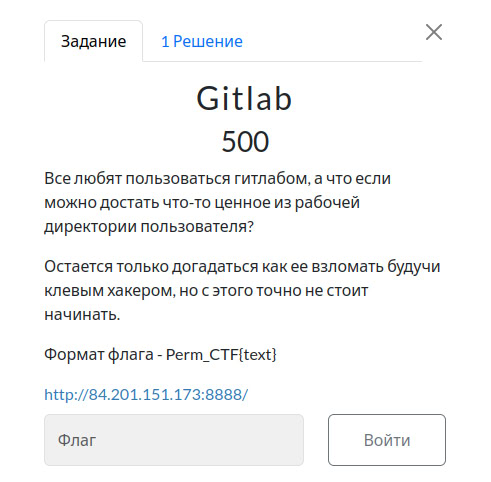 Задание
1 Решение
Gitlab
500
Все любят пользоваться гитлабом, а что если
можно достать что-то ценное из рабочей
директории пользователя?
Остается только догадаться как ее взломать будучи
клевым хакером, но с этого точно не стоит
начинать.
Формат флага - Perm_CTF{text}
http://84.201.151.173:8888/
Флаг
Войти